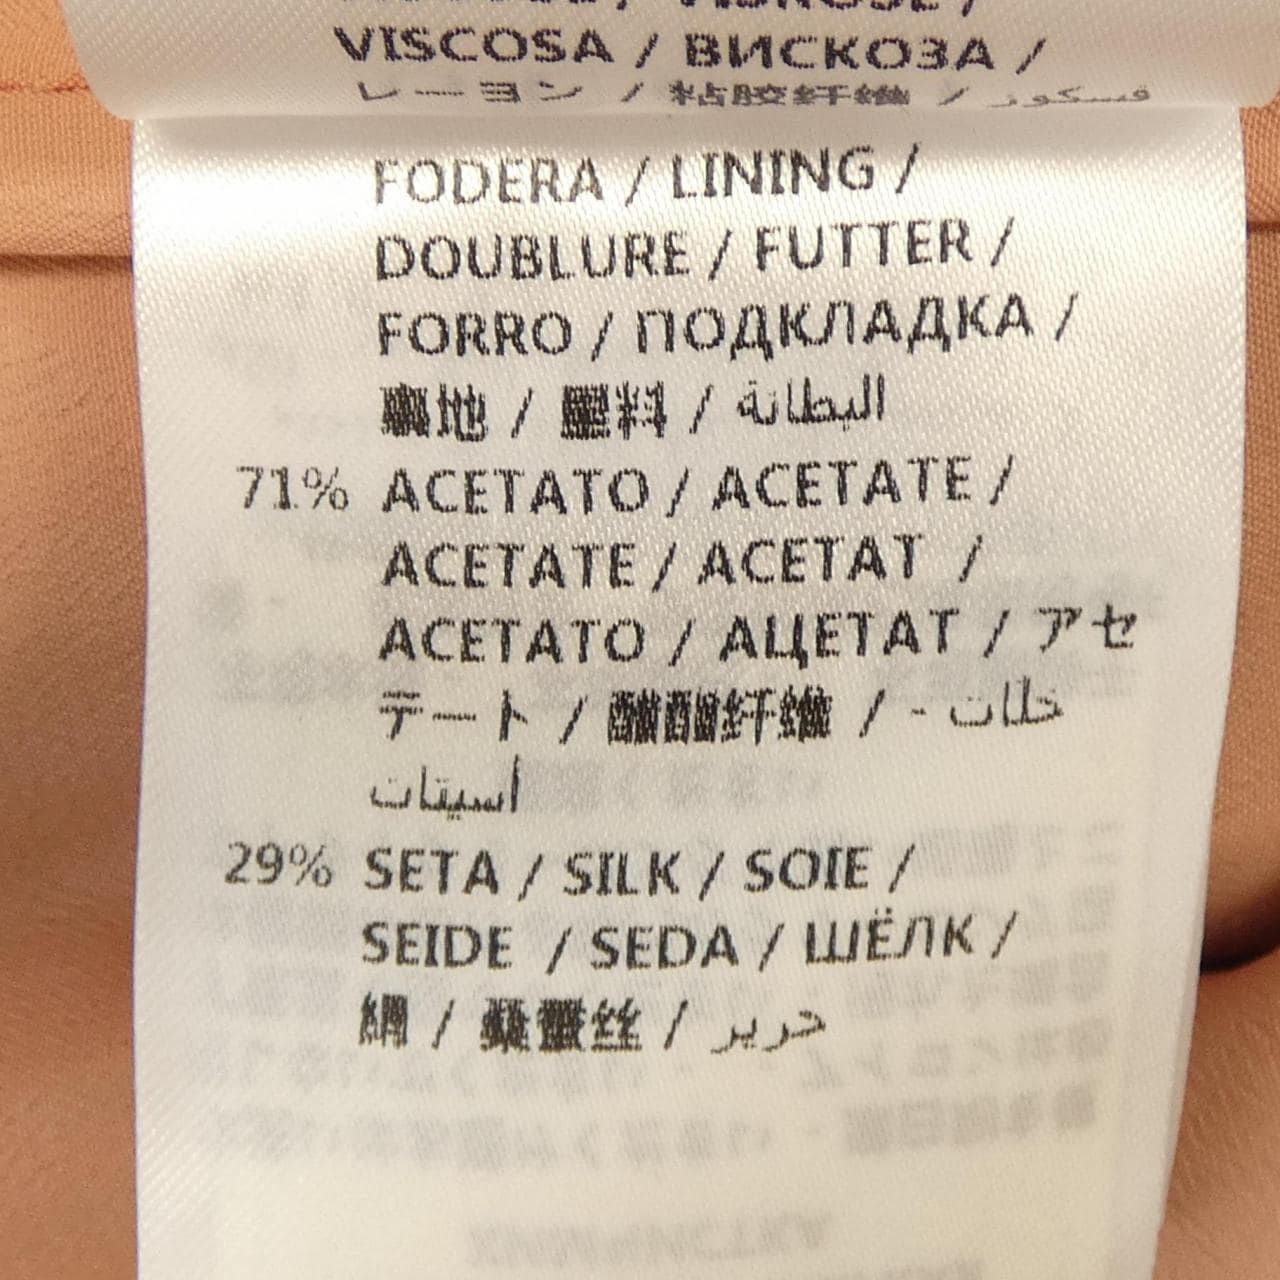 VISCOSA / ВИСКОЗА /
レーヨン / 粘胶纤维 / فسكوز
FODERA / LINING /
DOUBLURE / FUTTER /
FORRO / ПОДКЛАДКА /
裏地 / 里料 / البطانة
71% ACETATO / ACETATE /
ACETATE / ACETAT /
ACETATO / АЦЕТАТ / アセ
テート / 醋酯纤维 / - خلات
أسيتات
29% SETA / SILK / SOIE /
SEIDE / SEDA / ШЁЛК /
絹 / 桑蚕丝 / حرير